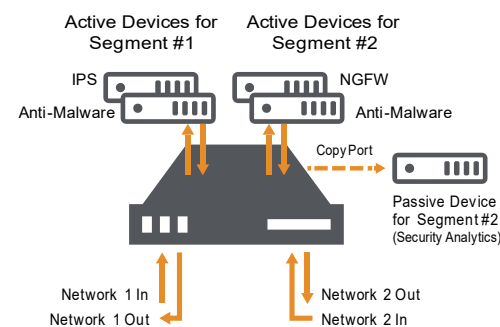 Active Devices for
Segment #1
Active Devices for
Segment #2
IPS
Anti-Malware
NGFW
Anti-Malware
Copy Port
Passive Device
for Segment #2
(Security Analytics)
Network 1 In
Network 1 Out
Network 2 Out
Network 2 In